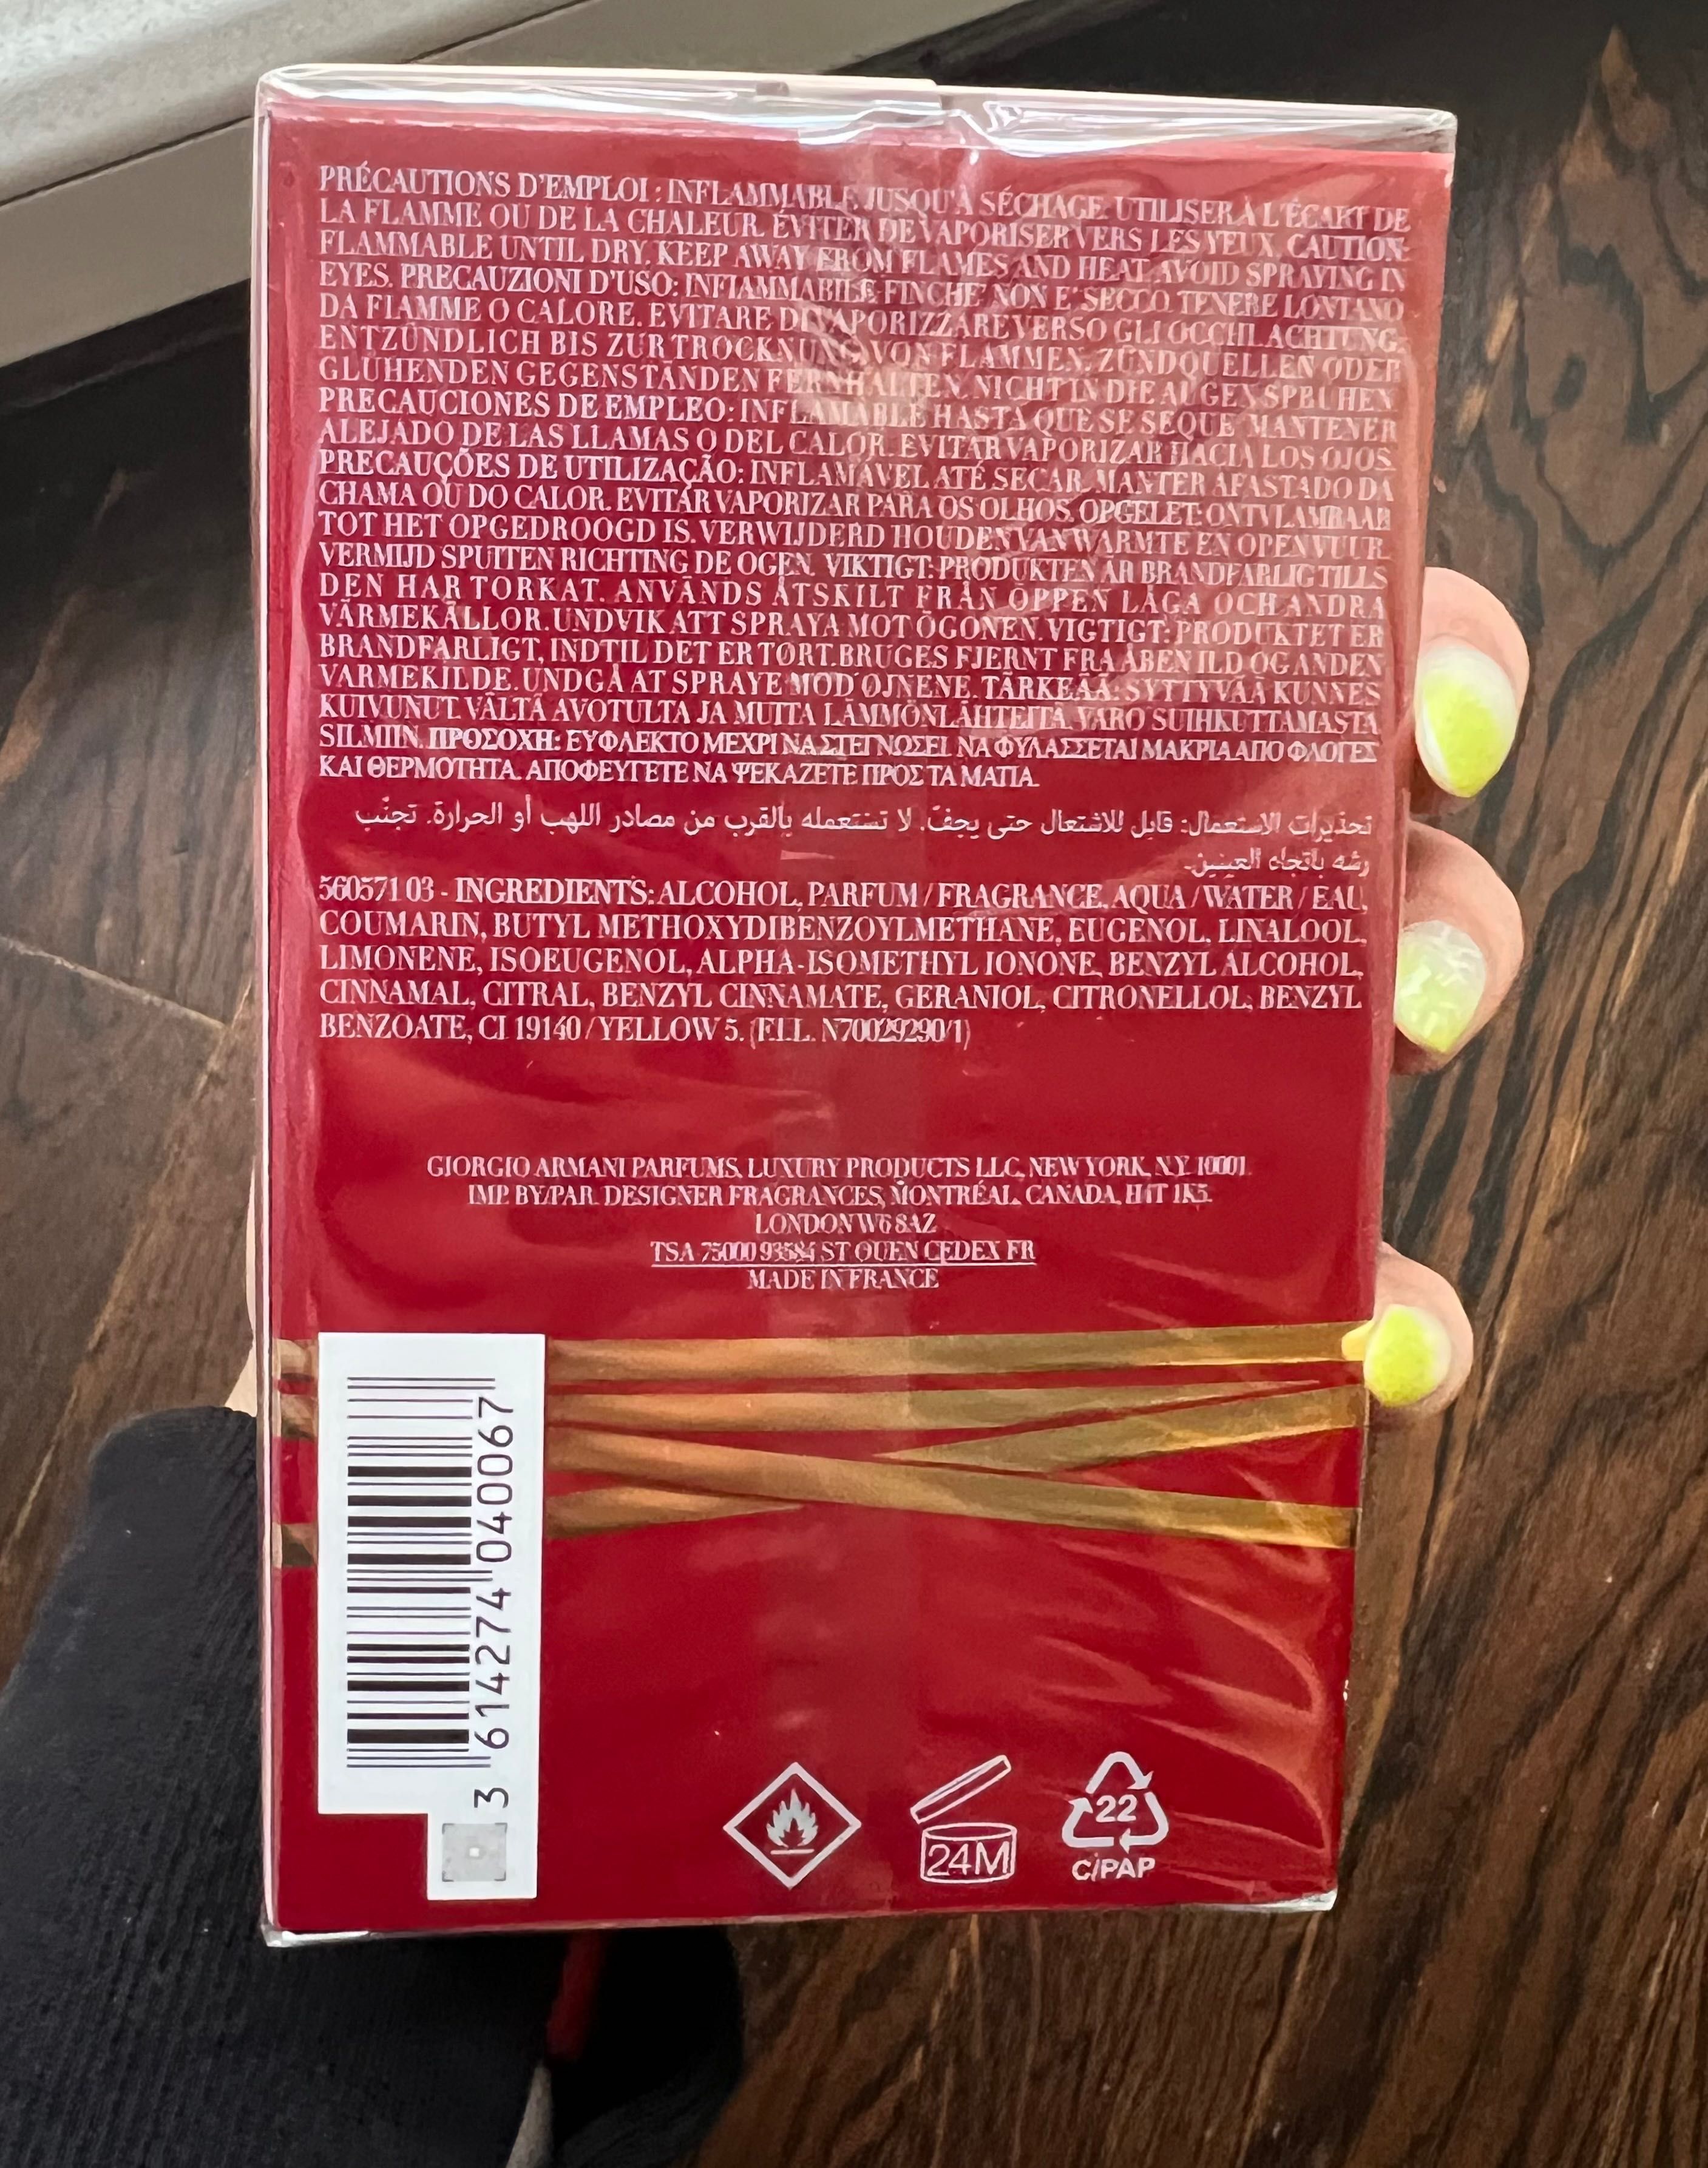 PRÉCAUTIONS D'EMPLOI : INFLAMMABLE JUSQU'À SÉCHAGE. UTILISER À L'ÉCART DE
LA FLAMME OU DE LA CHALEUR. ÉVITER DE VAPORISER VERS LES YEUX. CAUTION:
FLAMMABLE UNTIL DRY. KEEP AWAY FROM FLAMES AND HEAT. AVOID SPRAYING IN
EYES. PRECAUZIONI D'USO: INFIAMMABILE FINCHE' NON E' SECCO. TENERE LONTANO
DA FIAMME O CALORE. EVITARE DI VAPORIZZARE VERSO GLI OCCHI. ACHTUNG:
ENTZÜNDLICH BIS ZUR TROCKNUNG. VON FLAMMEN, ZÜNDQUELLEN ODER
GLÜHENDEN GEGENSTÄNDEN FERNHALTEN. NICHT IN DIE AUGEN SPRÜHEN.
PRECAUCIONES DE EMPLEO: INFLAMABLE HASTA QUE SE SEQUE. MANTENER
ALEJADO DE LAS LLAMAS O DEL CALOR. EVITAR VAPORIZAR HACIA LOS OJOS.
PRECAUÇÕES DE UTILIZAÇÃO: INFLAMÁVEL ATÉ SECAR. MANTER AFASTADO DA
CHAMA OU DO CALOR. EVITAR VAPORIZAR PARA OS OLHOS. OPGELET: ONTVLAMBAAR
TOT HET OPGEDROOGD IS. VERWIJDERD HOUDEN VAN WARMTE EN OPEN VUUR.
VERMIJD SPUITEN RICHTING DE OGEN. VIKTIGT: PRODUKTEN ÄR BRANDFARLIG TILLS
DEN HAR TORKAT. ANVÄNDS ÅTSKILT FRÅN ÖPPEN LÅGA OCH ANDRA
VÄRMEKÄLLOR. UNDVIK ATT SPRAYA MOT ÖGONEN. VIGTIGT: PRODUKTET ER
BRANDFARLIGT, INDTIL DET ER TØRT. BRUGES FJERNT FRA ÅBEN ILD OG ANDEN
VARMEKILDE. UNDGÅ AT SPRAYE MOD ØJNENE. TÄRKEÄÄ: SYTTYVÄÄ KUNNES
KUIVUNUT. VÄLTÄ AVOTULTA JA MUITA LÄMMÖNLÄHTEITÄ. VARO SUIHKUTTAMASTA
SILMIIN. ΠΡΟΣΟΧΗ: ΕΥΦΛΕΚΤΟ ΜΕΧΡΙ ΝΑ ΣΤΕΓΝΩΣΕΙ. ΝΑ ΦΥΛΑΣΣΕΤΑΙ ΜΑΚΡΙΑ ΑΠΟ ΦΛΟΓΕΣ
ΚΑΙ ΘΕΡΜΟΤΗΤΑ. ΑΠΟΦΕΥΓΕΤΕ ΝΑ ΨΕΚΑΖΕΤΕ ΠΡΟΣ ΤΑ ΜΑΤΙΑ.
تحذيرات الاستعمال: قابل للاشتعال حتى يجفّ. لا تستعمله بالقرب من مصادر اللهب أو الحرارة. تجنّب
رشه باتجاه العينين.
560571 03 - INGREDIENTS: ALCOHOL, PARFUM / FRAGRANCE, AQUA / WATER / EAU,
COUMARIN, BUTYL METHOXYDIBENZOYLMETHANE, EUGENOL, LINALOOL,
LIMONENE, ISOEUGENOL, ALPHA-ISOMETHYL IONONE, BENZYL ALCOHOL,
CINNAMAL, CITRAL, BENZYL CINNAMATE, GERANIOL, CITRONELLOL, BENZYL
BENZOATE, CI 19140 / YELLOW 5. (F.I.L. N70029290/1)
GIORGIO ARMANI PARFUMS, LUXURY PRODUCTS LLC, NEW YORK, N.Y. 10001.
IMP. BY/PAR. DESIGNER FRAGRANCES, MONTRÉAL, CANADA, H4T 1K5.
LONDON W6 8AZ
TSA 75000 93584 ST OUEN CEDEX FR
MADE IN FRANCE
3 614274 040067
24M
22
C/PAP